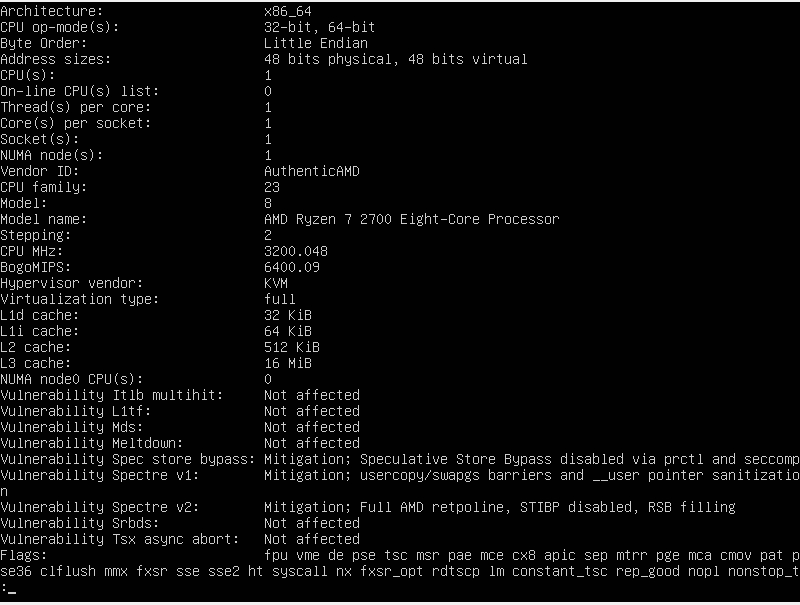 Architecture: x86_64
CPU op-mode(s): 32-bit, 64-bit
Byte Order: Little Endian
Address sizes: 48 bits physical, 48 bits virtual
CPU(s): 1
On-line CPU(s) list: 0
Thread(s) per core: 1
Core(s) per socket: 1
Socket(s): 1
NUMA node(s): 1
Vendor ID: AuthenticAMD
CPU family: 23
Model: 8
Model name: AMD Ryzen 7 2700 Eight-Core Processor
Stepping: 2
CPU MHz: 3200.048
BogoMIPS: 6400.09
Hypervisor vendor: KVM
Virtualization type: full
L1d cache: 32 KiB
L1i cache: 64 KiB
L2 cache: 512 KiB
L3 cache: 16 MiB
NUMA node0 CPU(s): 0
Vulnerability Itlb multihit: Not affected
Vulnerability L1tf: Not affected
Vulnerability Mds: Not affected
Vulnerability Meltdown: Not affected
Vulnerability Spec store bypass: Mitigation; Speculative Store Bypass disabled via prctl and seccomp
Vulnerability Spectre v1: Mitigation; usercopy/swapgs barriers and __user pointer sanitizatio
n
Vulnerability Spectre v2: Mitigation; Full AMD retpoline, STIBP disabled, RSB filling
Vulnerability Srbds: Not affected
Vulnerability Tsx async abort: Not affected
Flags: fpu vme de pse tsc msr pae mce cx8 apic sep mtrr pge mca cmov pat p
se36 clflush mmx fxsr sse sse2 ht syscall nx fxsr_opt rdtscp lm constant_tsc rep_good nopl nonstop_t
:_